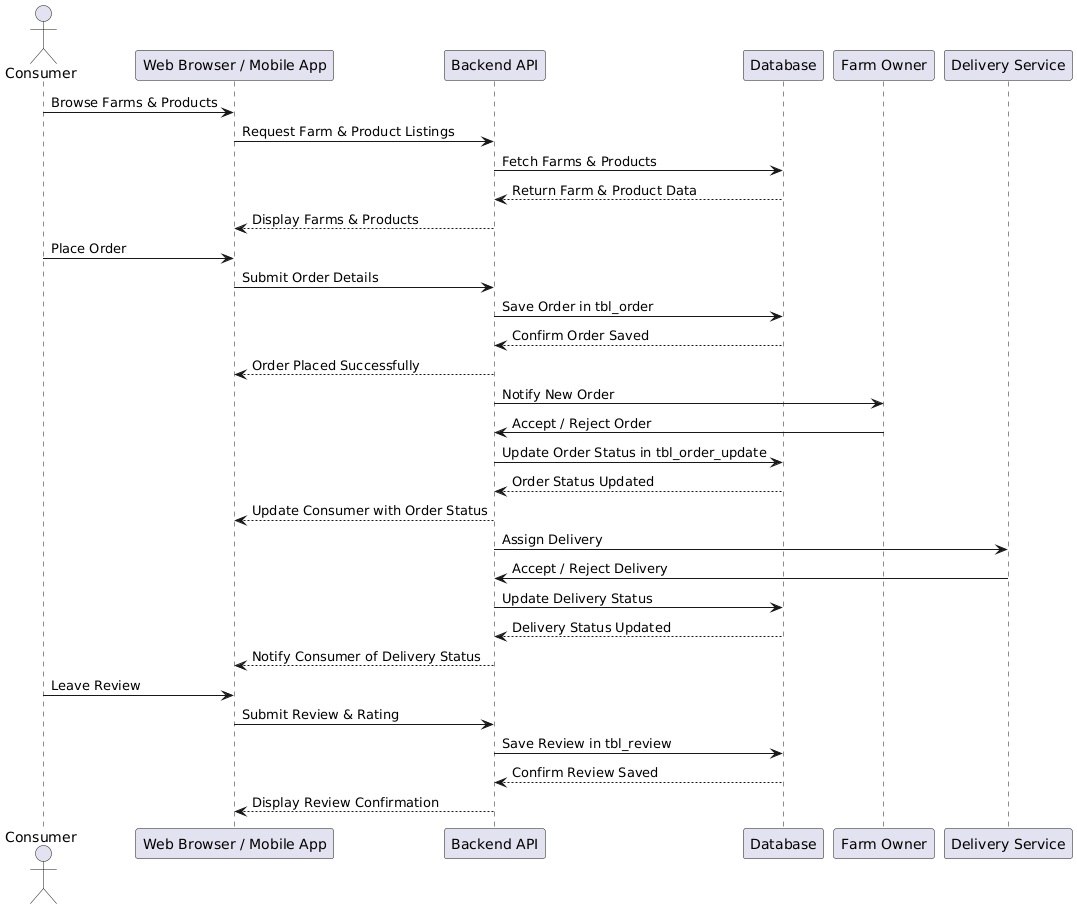 Consumer
Web Browser / Mobile App
Backend API
Database
Farm Owner
Delivery Service
Browse Farms & Products
Request Farm & Product Listings
Fetch Farms & Products
Return Farm & Product Data
Display Farms & Products
Place Order
Submit Order Details
Save Order in tbl_order
Confirm Order Saved
Order Placed Successfully
Notify New Order
Accept / Reject Order
Update Order Status in tbl_order_update
Order Status Updated
Update Consumer with Order Status
Assign Delivery
Accept / Reject Delivery
Update Delivery Status
Delivery Status Updated
Notify Consumer of Delivery Status
Leave Review
Submit Review & Rating
Save Review in tbl_review
Confirm Review Saved
Display Review Confirmation
Consumer
Web Browser / Mobile App
Backend API
Database
Farm Owner
Delivery Service